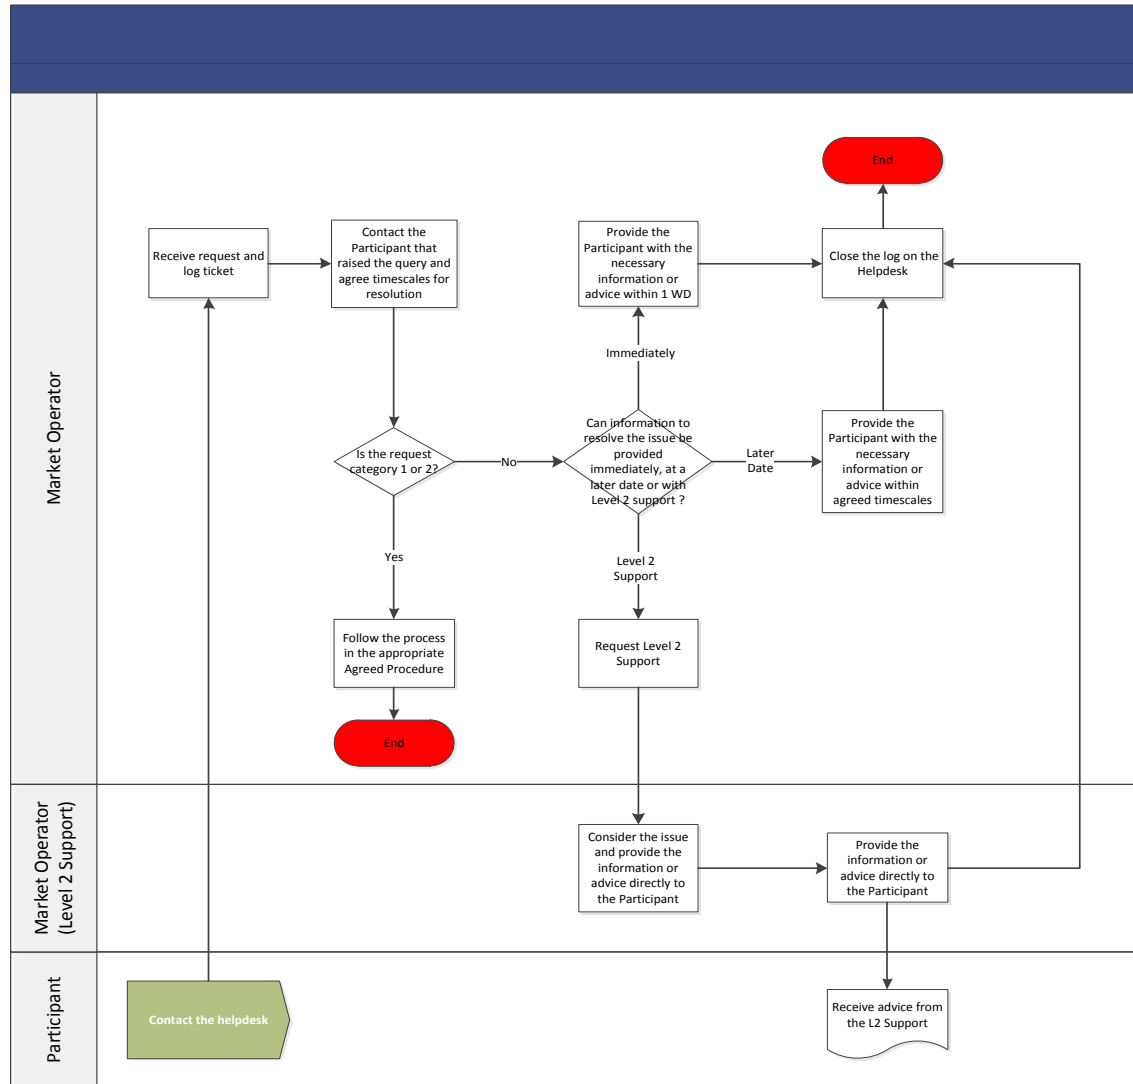 Market Operator
End
Receive request and
log ticket
Contact the
Participant that
raised the query and
agree timescales for
resolution
Provide the
Participant with the
necessary
information or
advice within 1 WD
Close the log on the
Helpdesk
Immediately
Is the request
category 1 or 2?
No
Can information to
resolve the issue be
provided
immediately, at a
later date or with
Level 2 support ?
Later
Date
Provide the
Participant with the
necessary
information or
advice within
agreed timescales
Yes
Level 2
Support
Follow the process
in the appropriate
Agreed Procedure
Request Level 2
Support
End
Market Operator
(Level 2 Support)
Consider the issue
and provide the
information or
advice directly to
the Participant
Provide the
information or
advice directly to
the Participant
Participant
Contact the helpdesk
Receive advice from
the L2 Support